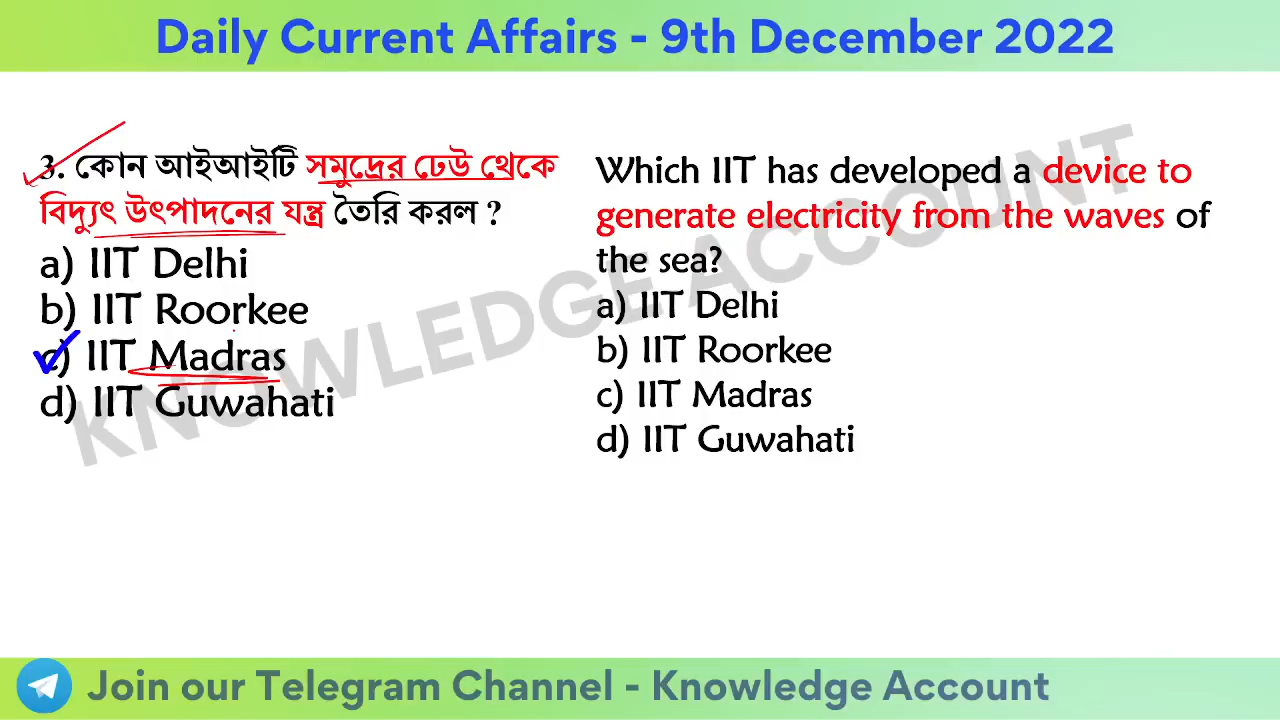 Daily Current Affairs - 9th December 2022
3. কোন আইআইটি সমুদ্রের ঢেউ থেকে
বিদ্যুৎ উৎপাদনের যন্ত্র তৈরি করল ?
a) IIT Delhi
b) IIT Roorkee
c) IIT Madras
d) IIT Guwahati
Which IIT has developed a device to
generate electricity from the waves of
the sea?
a) IIT Delhi
b) IIT Roorkee
c) IIT Madras
d) IIT Guwahati
KNOWLEDGE ACCOUNT
Join our Telegram Channel - Knowledge Account